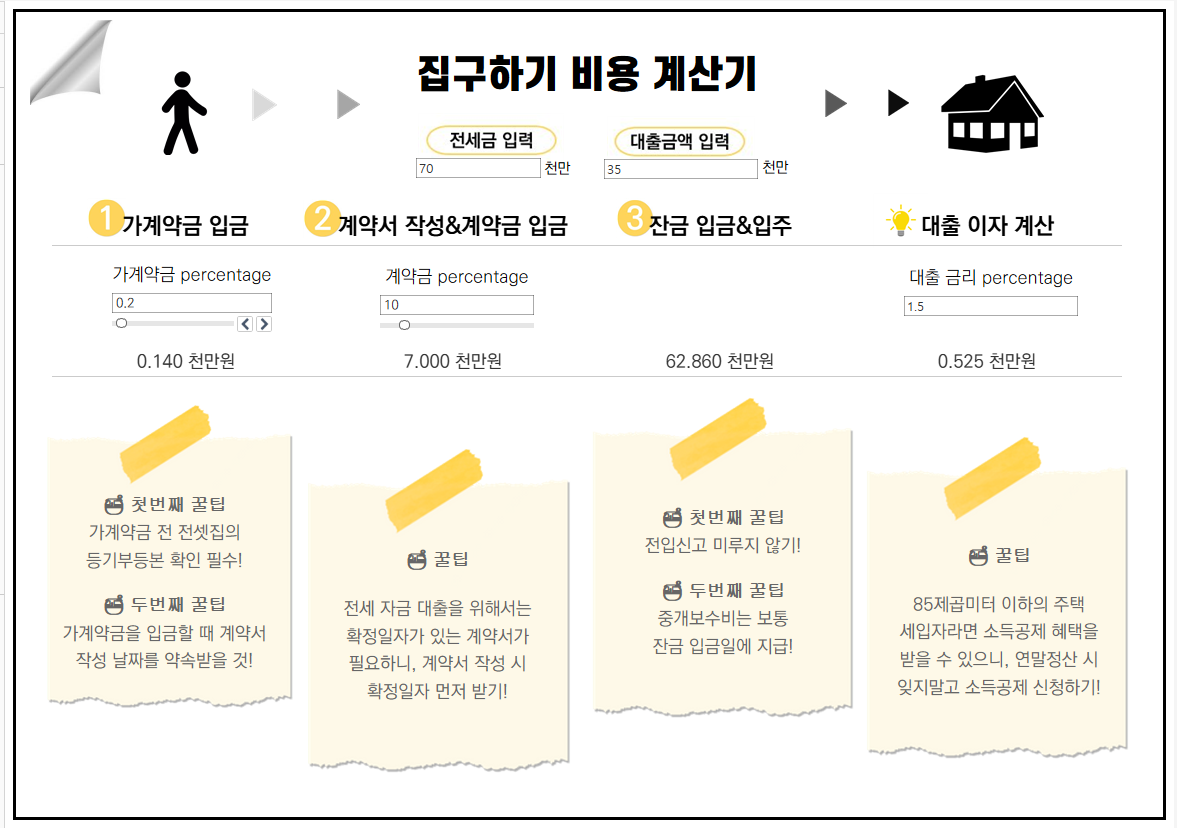 집구하기 비용 계산기
전세금 입력
대출금액 입력
70 천만
35 천만
1 가계약금 입금
2 계약서 작성&계약금 입금
3 잔금 입금&입주
대출 이자 계산
가계약금 percentage
계약금 percentage
대출 금리 percentage
0.2
10
1.5
0.140 천만원
7.000 천만원
62.860 천만원
0.525 천만원
첫번째 꿀팁
가계약금 전 전셋집의
등기부등본 확인 필수!
두번째 꿀팁
가계약금을 입금할 때 계약서
작성 날짜를 약속받을 것!
꿀팁
전세 자금 대출을 위해서는
확정일자가 있는 계약서가
필요하니, 계약서 작성 시
확정일자 먼저 받기!
첫번째 꿀팁
전입신고 미루지 않기!
두번째 꿀팁
중개보수비는 보통
잔금 입금일에 지급!
꿀팁
85제곱미터 이하의 주택
세입자라면 소득공제 혜택을
받을 수 있으니, 연말정산 시
잊지말고 소득공제 신청하기!